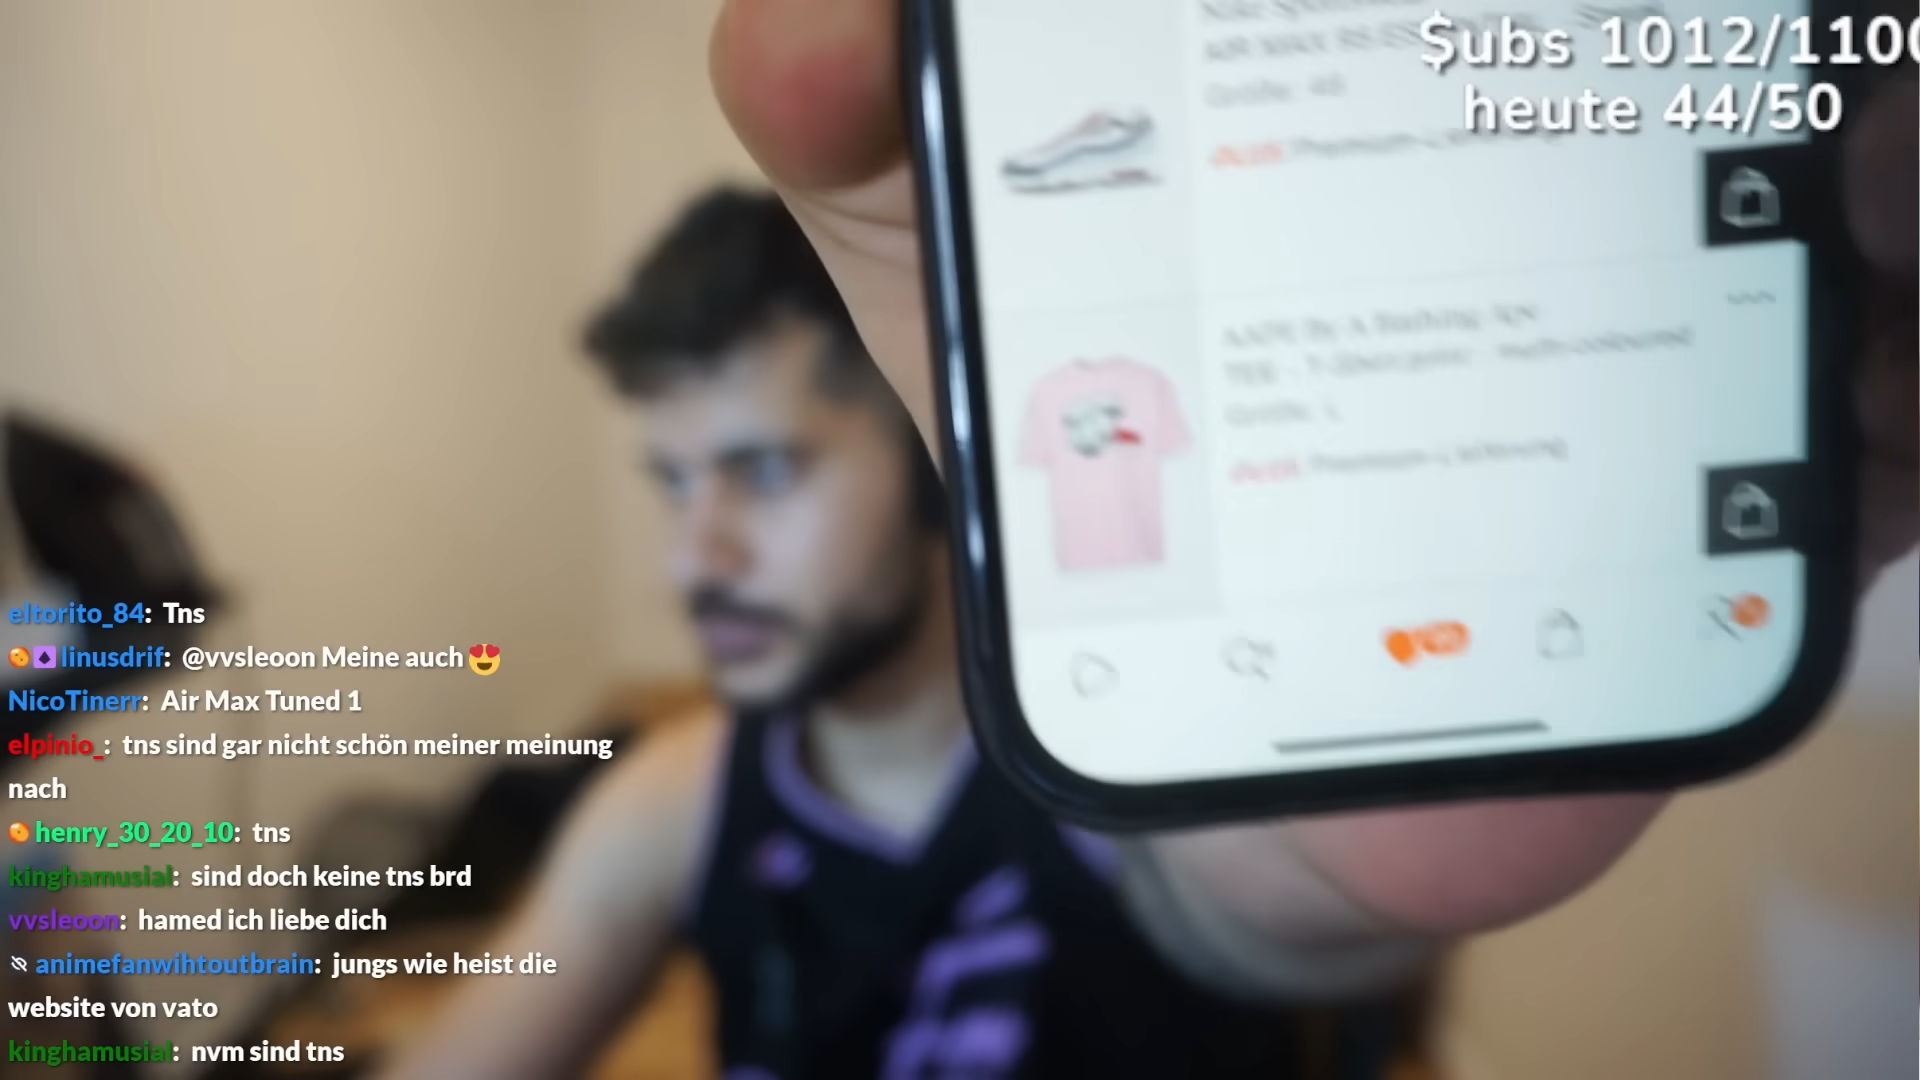 $ubs 1012/1100
heute 44/50
eltorito_84: Tns
linusdrif: @vvsleoon Meine auch
NicoTinerr: Air Max Tuned 1
elpinio_: tns sind gar nicht schön meiner meinung
nach
henry_30_20_10: tns
kinghamusial: sind doch keine tns brd
vvsleoon: hamed ich liebe dich
animefanwihtoutbrain: jungs wie heist die
website von vato
kinghamusial: nvm sind tns